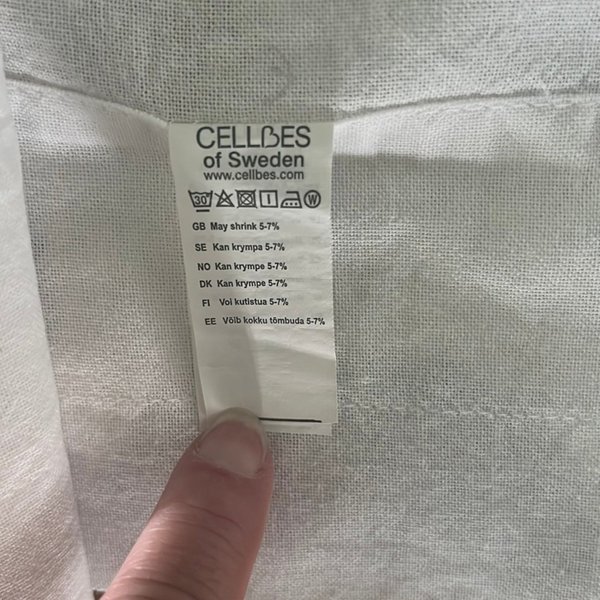 CELLBES
of Sweden
www.cellbes.com
30 I W
GB May shrink 5-7%
SE Kan krympa 5-7%
NO Kan krympe 5-7%
DK Kan krympe 5-7%
FI Voi kutistua 5-7%
EE Võib kokku tõmbuda 5-7%